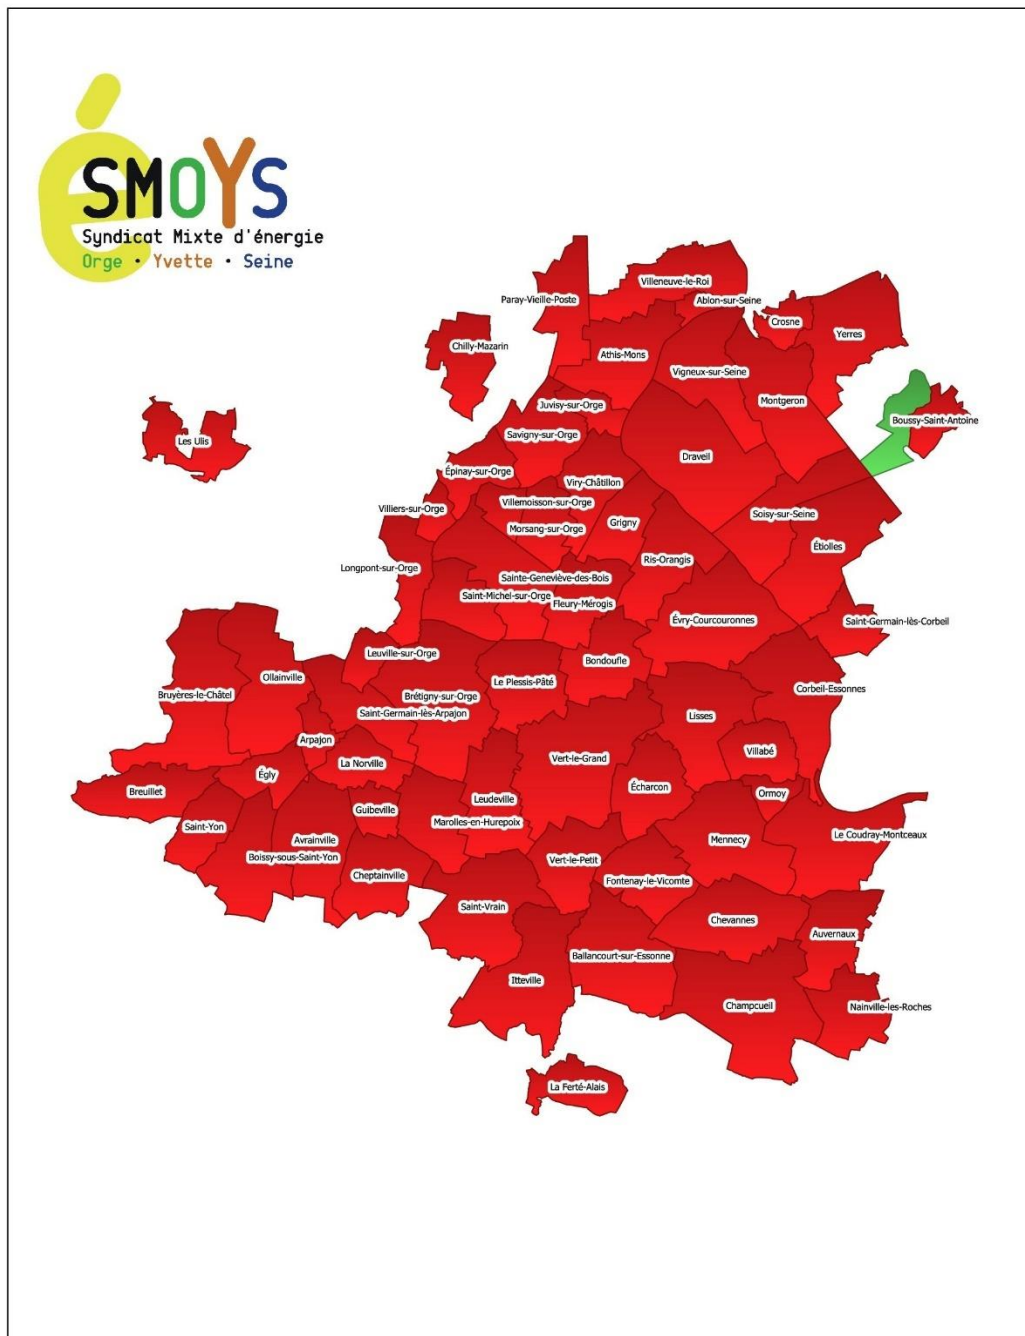 é
SMOYS
Syndicat Mixte d'énergie
Orge • Yvette • Seine
Villeneuve-le-Roi
Paray-Vieille-Poste
Ablon-sur-Seine
Crosne
Yerres
Chilly-Mazarin
Athis-Mons
Vigneux-sur-Seine
Montgeron
Juvisy-sur-Orge
Boussy-Saint-Antoine
Les Ulis
Savigny-sur-Orge
Draveil
Épinay-sur-Orge
Viry-Châtillon
Villiers-sur-Orge
Villemoisson-sur-Orge
Soisy-sur-Seine
Morsang-sur-Orge
Grigny
Étiolles
Longpont-sur-Orge
Ris-Orangis
Sainte-Geneviève-des-Bois
Saint-Michel-sur-Orge
Fleury-Mérogis
Évry-Courcouronnes
Saint-Germain-lès-Corbeil
Leuville-sur-Orge
Bondoufle
Ollainville
Le Plessis-Pâté
Bruyères-le-Châtel
Brétigny-sur-Orge
Corbeil-Essonnes
Saint-Germain-lès-Arpajon
Lisses
Arpajon
Villabé
La Norville
Vert-le-Grand
Égly
Écharcon
Breuillet
Ormoy
Leudeville
Guibeville
Saint-Yon
Marolles-en-Hurepoix
Le Coudray-Montceaux
Avrainville
Mennecy
Boissy-sous-Saint-Yon
Vert-le-Petit
Cheptainville
Fontenay-le-Vicomte
Saint-Vrain
Chevannes
Auvernaux
Ballancourt-sur-Essonne
Itteville
Champcueil
Nainville-les-Roches
La Ferté-Alais